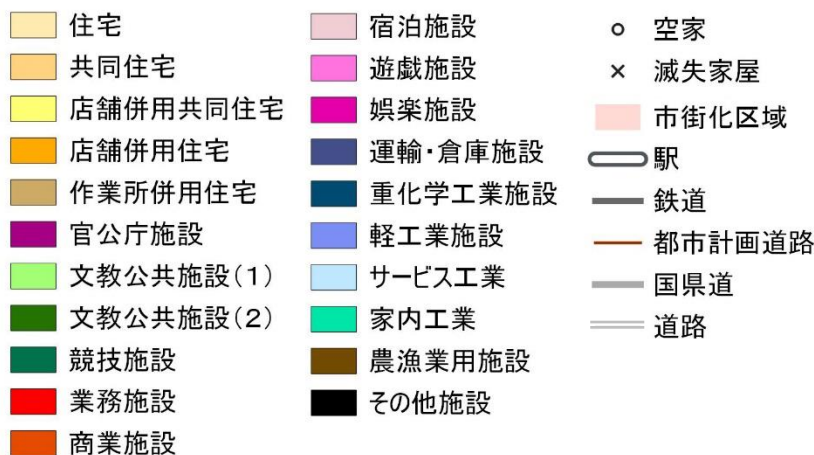 住宅
共同住宅
店舗併用共同住宅
店舗併用住宅
作業所併用住宅
官公庁施設
文教公共施設(1)
文教公共施設(2)
競技施設
業務施設
商業施設
宿泊施設
遊戯施設
娯楽施設
運輸・倉庫施設
重化学工業施設
軽工業施設
サービス工業
家内工業
農漁業用施設
その他施設
空家
滅失家屋
市街化区域
駅
鉄道
都市計画道路
国県道
道路